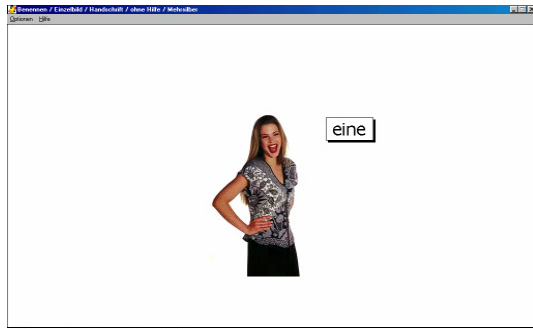 Benennen / Einzelbild / Handschrift / ohne Hilfe / Mehrsilber
Optionen Hilfe
eine